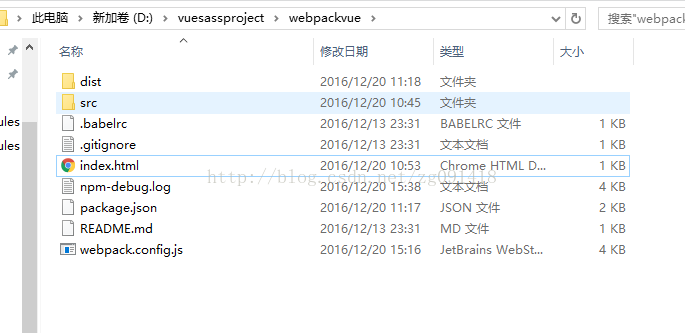 此电脑 > 新加卷 (D:) > vuesassproject > webpackvue >
搜索"webpack
名称 修改日期 类型 大小
dist 2016/12/20 11:18 文件夹
src 2016/12/20 10:45 文件夹
ules
.babelrc 2016/12/13 23:31 BABELRC 文件 1 KB
ules
.gitignore 2016/12/13 23:31 文本文档 1 KB
index.html 2016/12/20 10:53 Chrome HTML D... 1 KB
http://blog.csdn.net/zg091418
npm-debug.log 2016/12/20 15:38 文本文档 4 KB
package.json 2016/12/20 11:17 JSON 文件 2 KB
README.md 2016/12/13 23:31 MD 文件 1 KB
webpack.config.js 2016/12/20 15:16 JetBrains WebSt... 4 KB